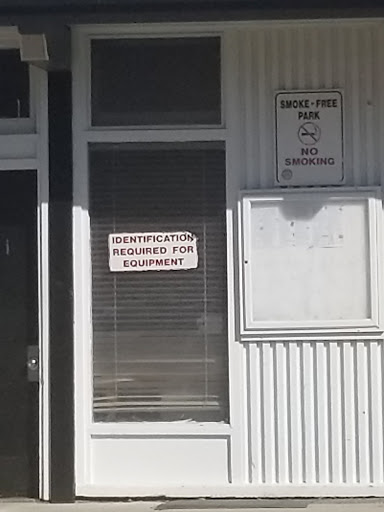 SMOKE-FREE
PARK
NO
SMOKING
IDENTIFICATION
REQUIRED FOR
EQUIPMENT